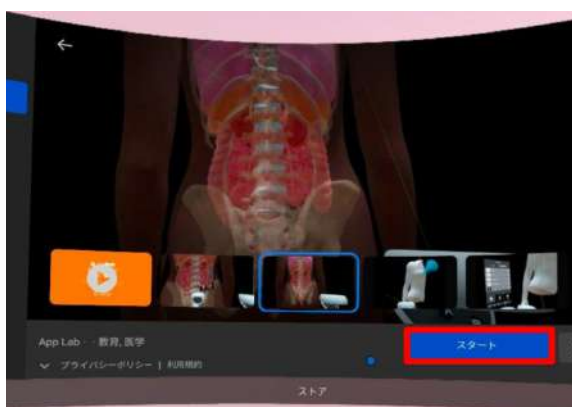 App Lab · · 教育, 医学
スタート
プライバシーポリシー | 利用規約
ストア